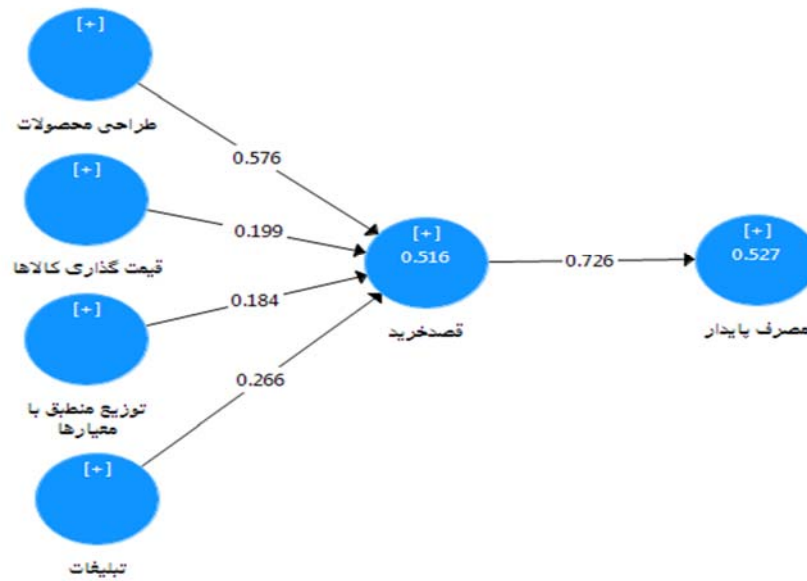 [+]
طراحی محصولات
0.576
[+]
قیمت گذاری کالاها
0.199
[+]
توزیع منطبق با
معیارها
0.184
[+]
تبلیغات
0.266
[+]
0.516
قصدخرید
0.726
[+]
0.527
مصرف پایدار